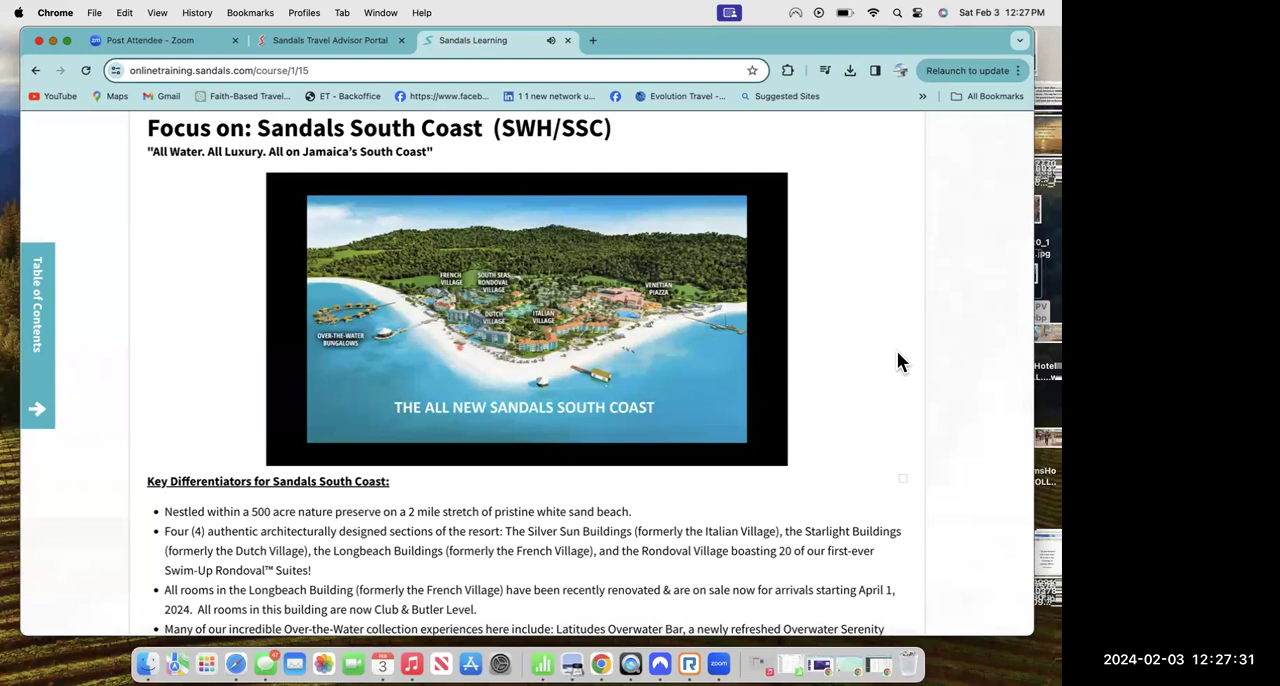 Chrome File Edit View History Bookmarks Profiles Tab Window Help Sat Feb 3 12:27 PM
Post Attendee - Zoom Sandals Travel Advisor Portal Sandals Learning
onlinetraining.sandals.com/course/1/15 Relaunch to update
YouTube Maps Gmail Faith-Based Travel... ET - Backoffice https://www.faceb... 1 1 new network u... Evolution Travel -... Suggested Sites All Bookmarks
Focus on: Sandals South Coast (SWH/SSC)
"All Water. All Luxury. All on Jamaica's South Coast"
FRENCH
VILLAGE
SOUTH SEAS
RONDOVAL
VILLAGE
VENETIAN
PIAZZA
DUTCH
VILLAGE
ITALIAN
VILLAGE
OVER-THE-WATER
BUNGALOWS
THE ALL NEW SANDALS SOUTH COAST
Table of Contents
Key Differentiators for Sandals South Coast:
Nestled within a 500 acre nature preserve on a 2 mile stretch of pristine white sand beach.
Four (4) authentic architecturally designed sections of the resort: The Silver Sun Buildings (formerly the Italian Village), the Starlight Buildings
(formerly the Dutch Village), the Longbeach Buildings (formerly the French Village), and the Rondoval Village boasting 20 of our first-ever
Swim-Up Rondoval™ Suites!
All rooms in the Longbeach Building (formerly the French Village) have been recently renovated & are on sale now for arrivals starting April 1,
2024. All rooms in this building are now Club & Butler Level.
Many of our incredible Over-the-Water collection experiences here include: Latitudes Overwater Bar, a newly refreshed Overwater Serenity
2024-02-03 12:27:31